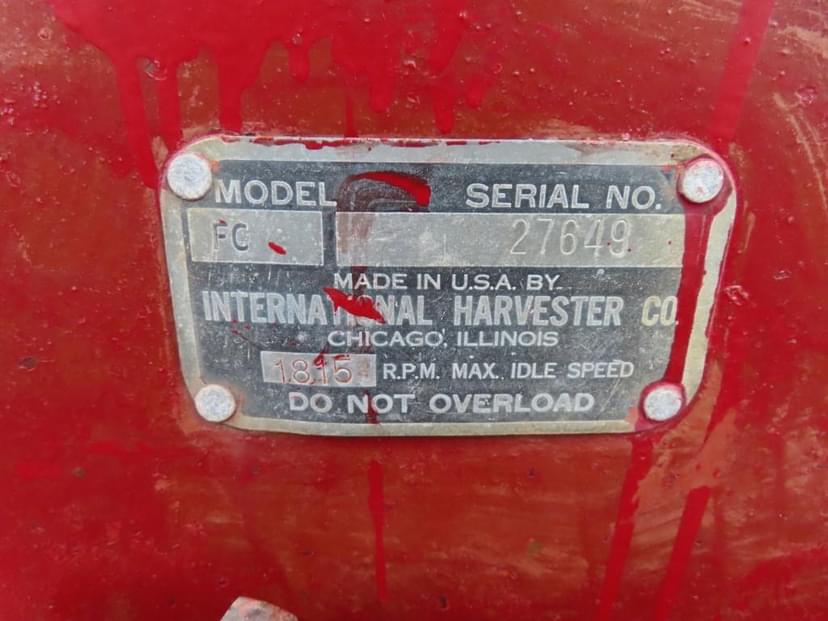 MODEL SERIAL NO.
FC 27649
MADE IN U.S.A. BY
INTERNATIONAL HARVESTER CO.
CHICAGO, ILLINOIS
1815 R.P.M. MAX. IDLE SPEED
DO NOT OVERLOAD